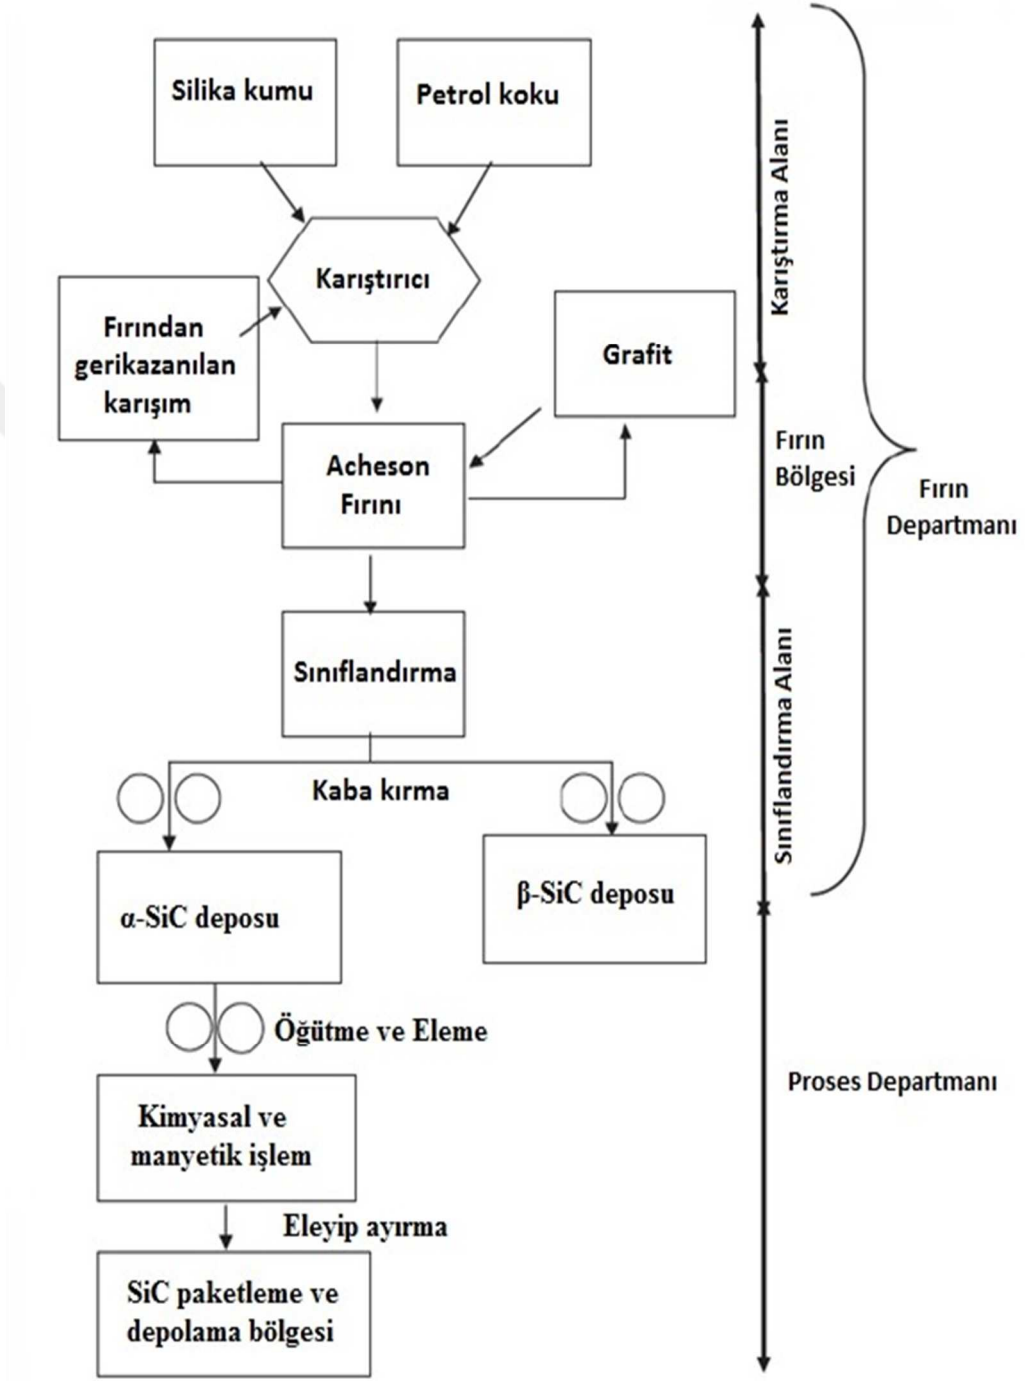 Silika kumu
Petrol koku
Karıştırıcı
Fırından
gerikazanılan
karışım
Grafit
Acheson
Fırını
Sınıflandırma
Kaba kırma
α-SiC deposu
β-SiC deposu
Öğütme ve Eleme
Kimyasal ve
manyetik işlem
Eleyip ayırma
SiC paketleme ve
depolama bölgesi
Karıştırma Alanı
Fırın
Bölgesi
Sınıflandırma Alanı
Fırın
Departmanı
Proses Departmanı